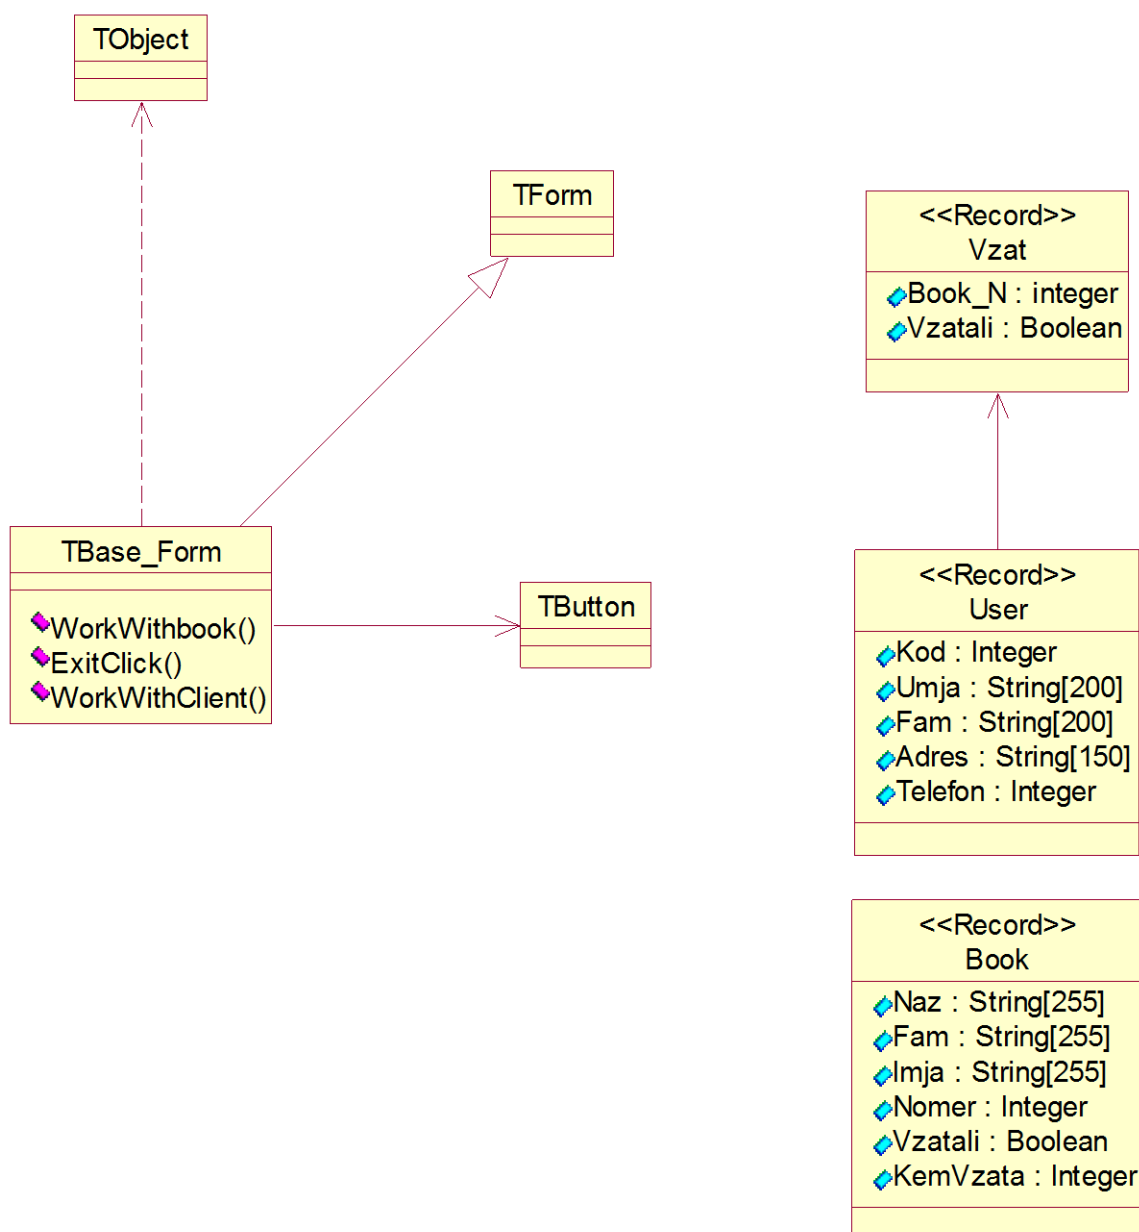 TObject
TForm
<<Record>>
Vzat
Book_N : integer
Vzatali : Boolean
TBase_Form
WorkWithbook()
ExitClick()
WorkWithClient()
TButton
<<Record>>
User
Kod : Integer
Umja : String[200]
Fam : String[200]
Adres : String[150]
Telefon : Integer
<<Record>>
Book
Naz : String[255]
Fam : String[255]
Imja : String[255]
Nomer : Integer
Vzatali : Boolean
KemVzata : Integer